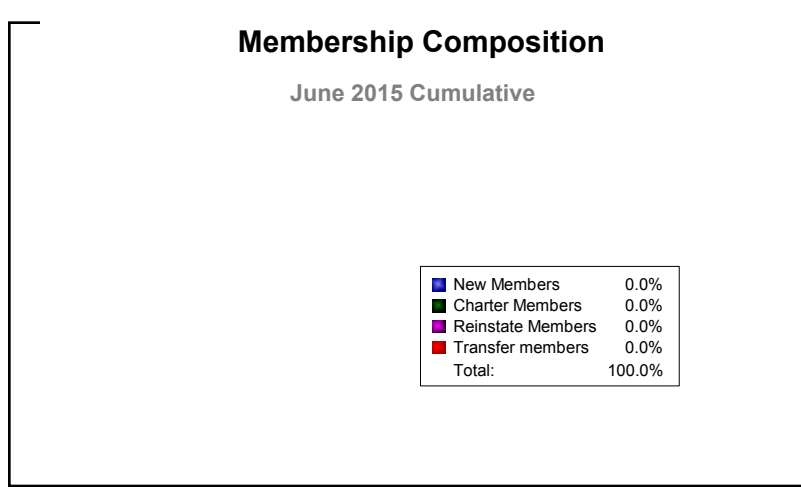 Membership Composition
June 2015 Cumulative
New Members 0.0%
Charter Members 0.0%
Reinstate Members 0.0%
Transfer members 0.0%
Total: 100.0%